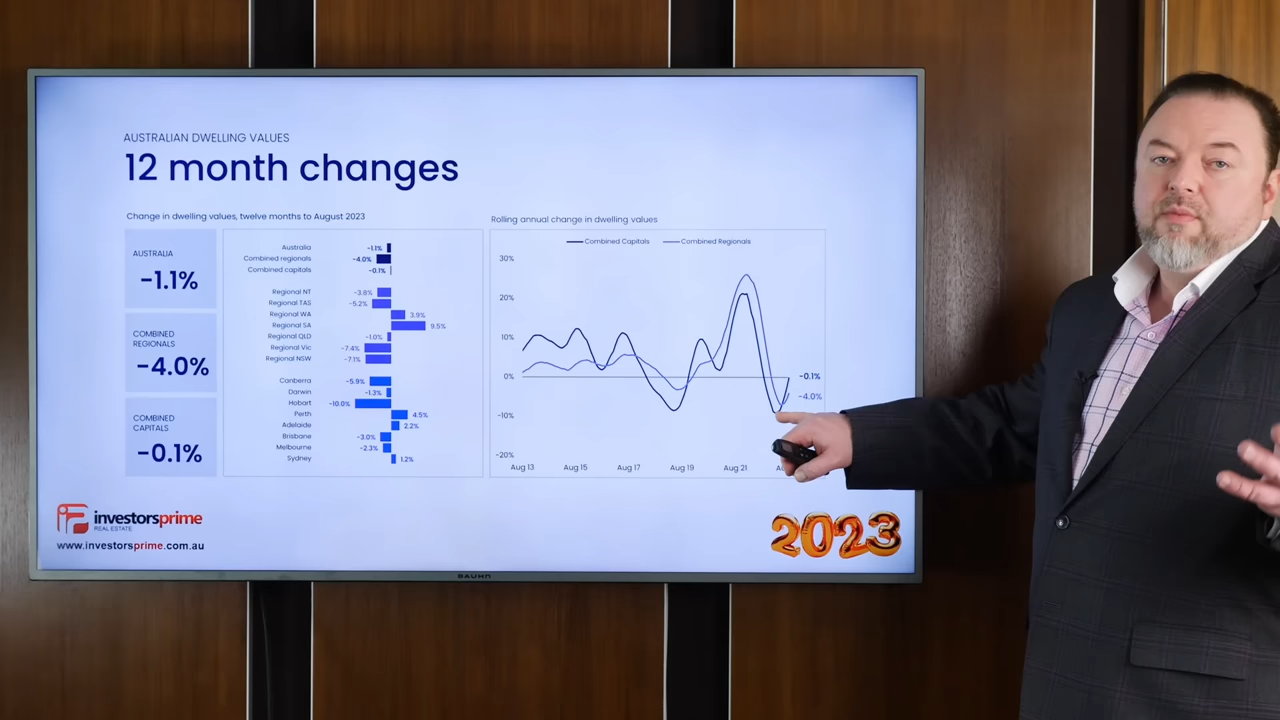 AUSTRALIAN DWELLING VALUES
12 month changes
Change in dwelling values, twelve months to August 2023
AUSTRALIA
-1.1%
COMBINED
REGIONALS
-4.0%
COMBINED
CAPITALS
-0.1%
Australia -1.1%
Combined regionals -4.0%
Combined capitals -0.1%
Regional NT -3.8%
Regional TAS -5.2%
Regional WA 3.9%
Regional SA 9.5%
Regional QLD -1.0%
Regional Vic -7.4%
Regional NSW -7.1%
Canberra -5.9%
Darwin -1.3%
Hobart -10.0%
Perth 4.5%
Adelaide 2.2%
Brisbane -3.0%
Melbourne -2.3%
Sydney 1.2%
Rolling annual change in dwelling values
Combined Capitals Combined Regionals
30%
20%
10%
0%
-10%
-20%
-0.1%
-4.0%
Aug 13 Aug 15 Aug 17 Aug 19 Aug 21
investorsprime
REAL ESTATE
www.investorsprime.com.au
2023
BAUHN